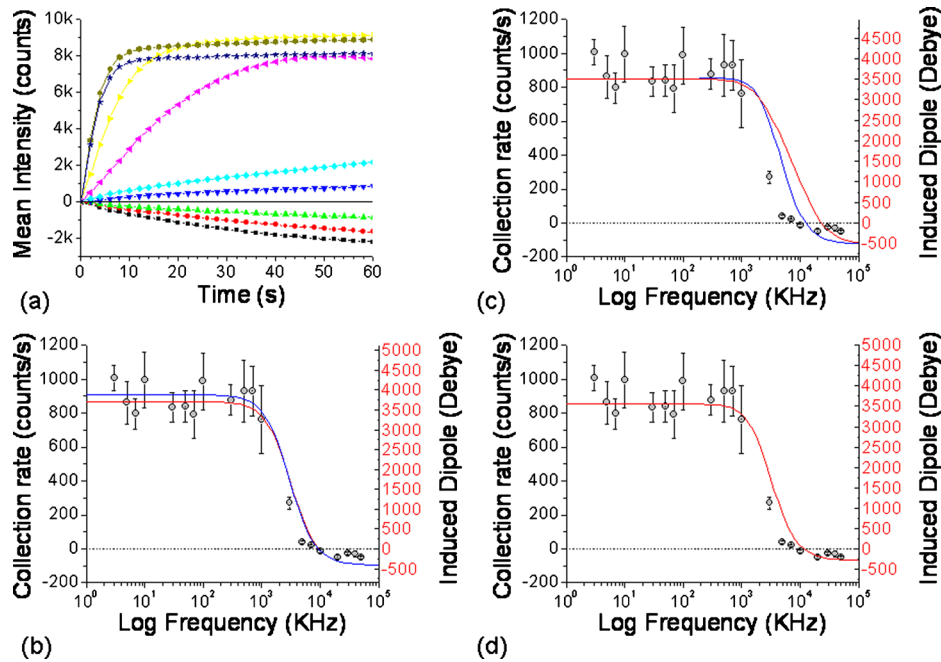 (a)
Mean Intensity (counts)
10k
8k
6k
4k
2k
0
-2k
0 10 20 30 40 50 60
Time (s)
(c)
Collection rate (counts/s)
1200
1000
800
600
400
200
0
-200
10^0 10^1 10^2 10^3 10^4 10^5
Log Frequency (KHz)
Induced Dipole (Debye)
4500
4000
3500
3000
2500
2000
1500
1000
500
0
-500
(b)
Collection rate (counts/s)
1200
1000
800
600
400
200
0
-200
10^0 10^1 10^2 10^3 10^4 10^5
Log Frequency (KHz)
Induced Dipole (Debye)
5000
4500
4000
3500
3000
2500
2000
1500
1000
500
0
-500
(d)
Collection rate (counts/s)
1200
1000
800
600
400
200
0
-200
10^0 10^1 10^2 10^3 10^4 10^5
Log Frequency (KHz)
Induced Dipole (Debye)
5000
4500
4000
3500
3000
2500
2000
1500
1000
500
0
-500